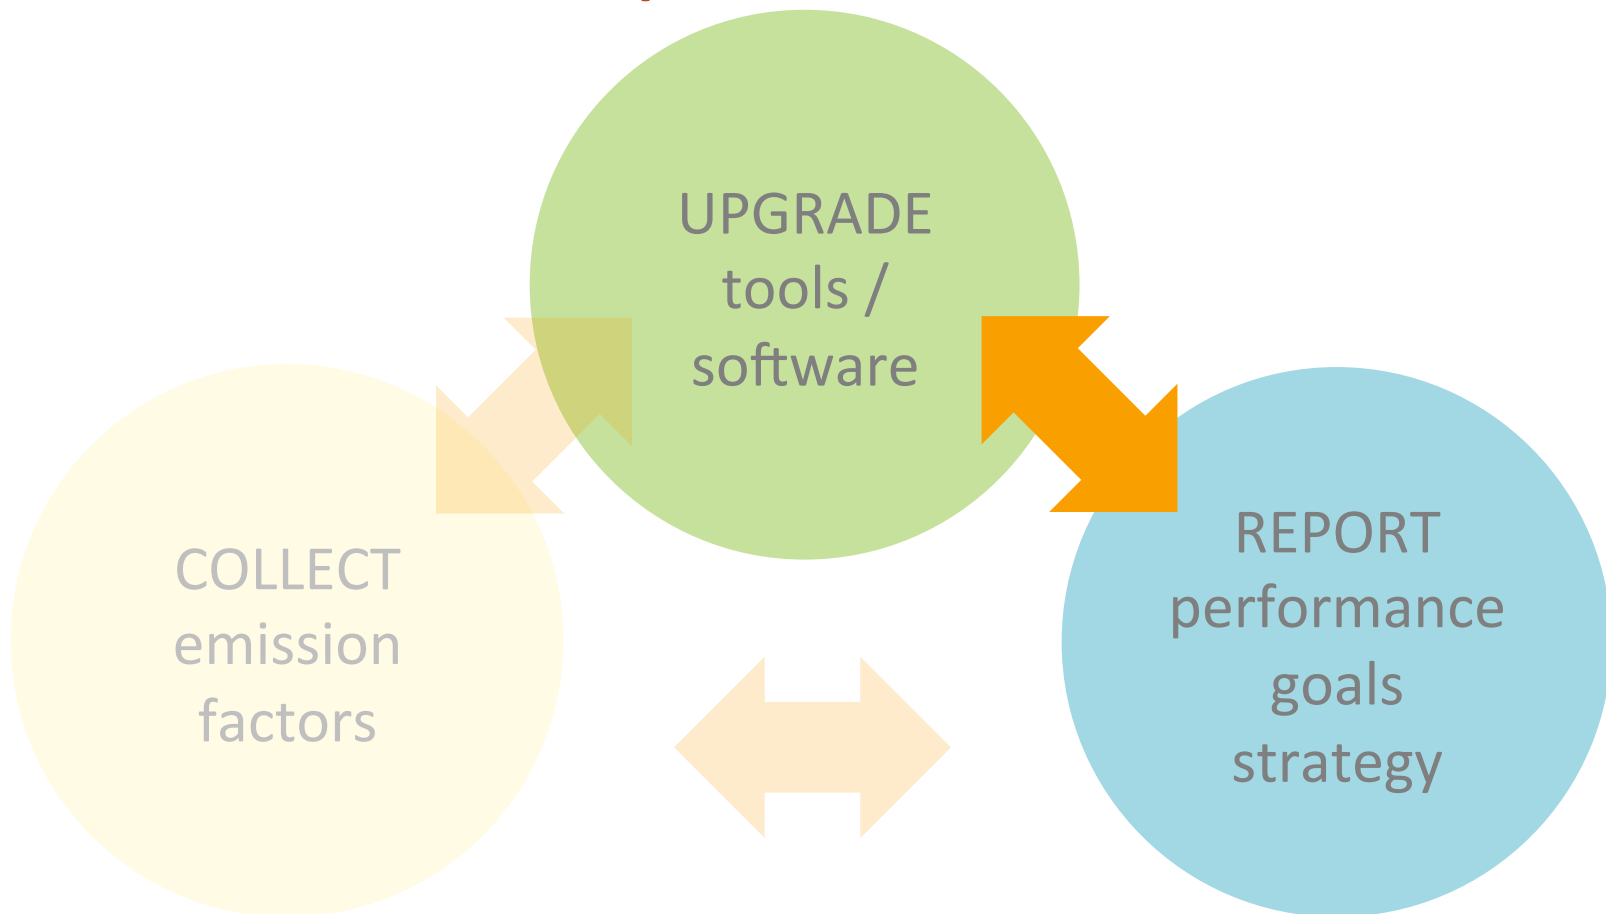 UPGRADE
tools /
software
COLLECT
emission
factors
REPORT
performance
goals
strategy